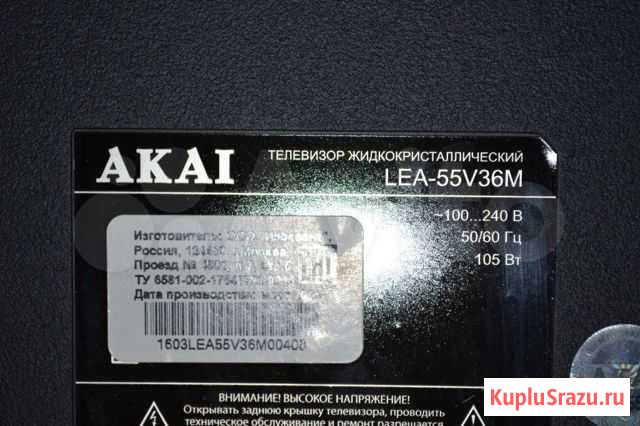 AKAI
ТЕЛЕВИЗОР ЖИДКОКРИСТАЛЛИЧЕСКИЙ
LEA-55V36M
~100...240 В
50/60 Гц
105 Вт
Изготовитель: ООО
Россия,
Проезд №
ТУ 6581-002-
Дата производства:
1603LEA55V36M00408
ВНИМАНИЕ! ВЫСОКОЕ НАПРЯЖЕНИЕ!
Открывать заднюю крышку телевизора, проводить
техническое обслуживание и ремонт разрешается
KupluSrazu.ru